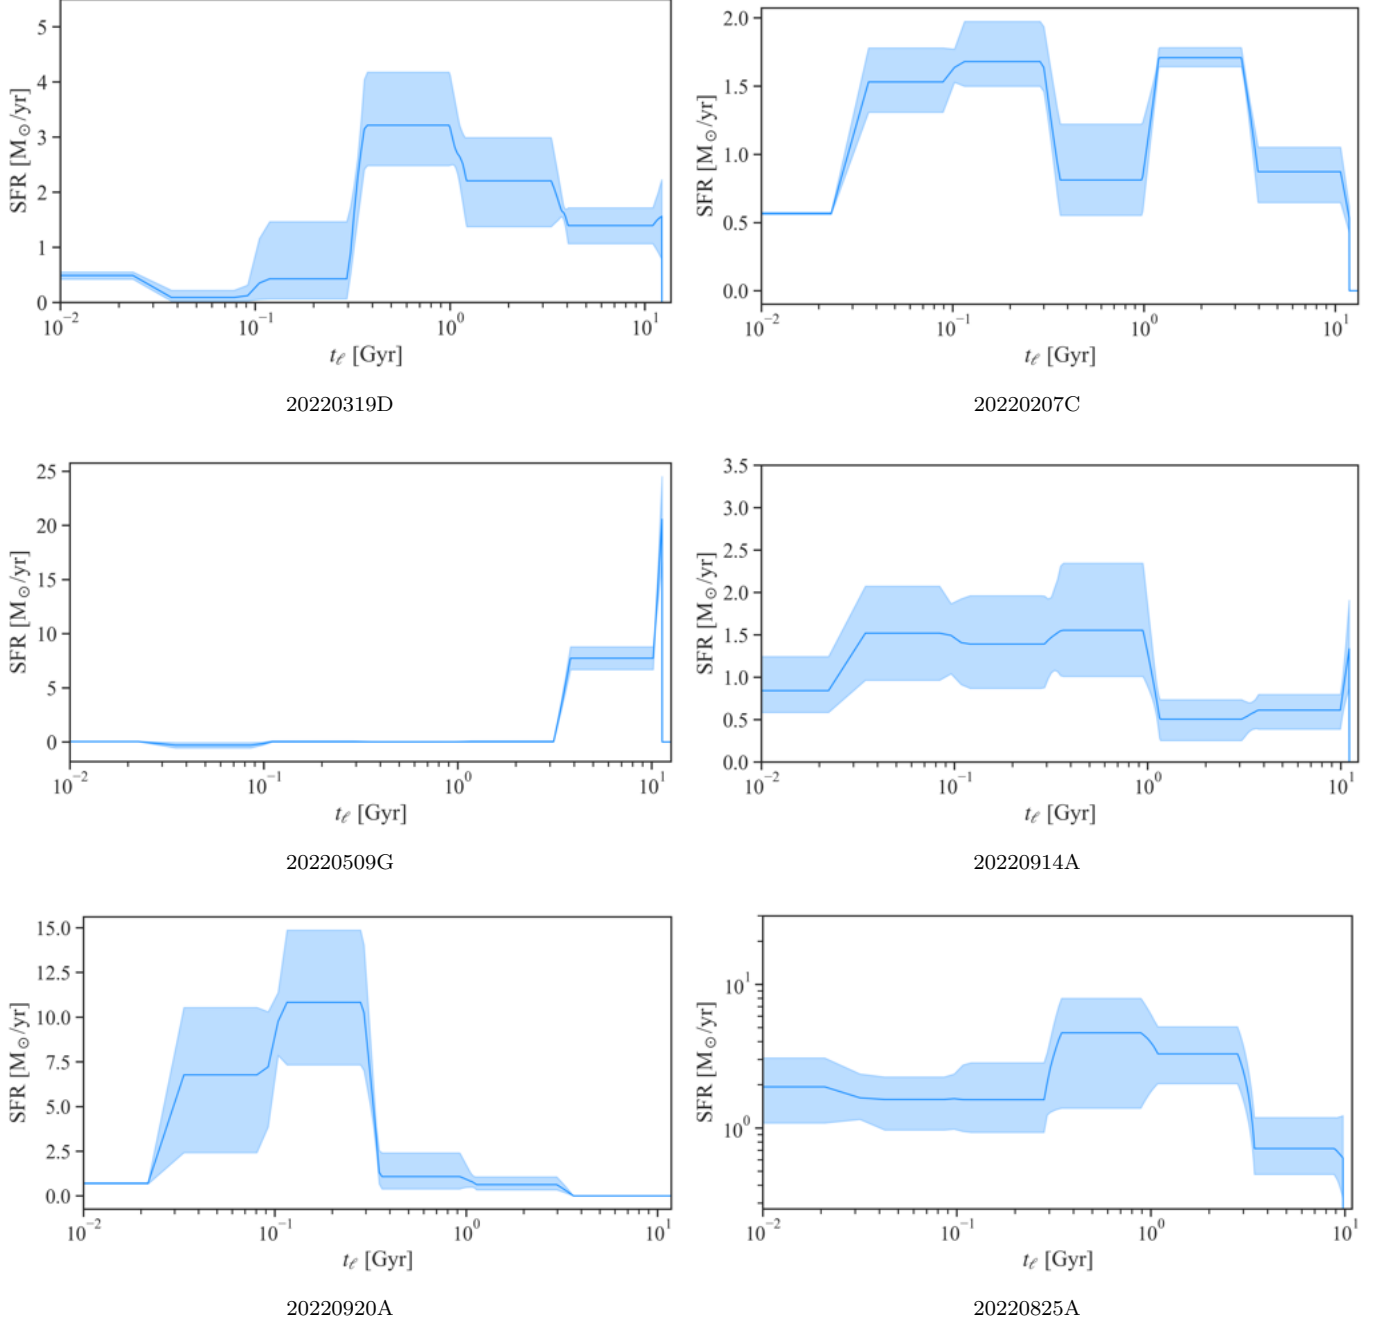 SFR [M⊙/yr]
5
4
3
2
1
0
10⁻² 10⁻¹ 10⁰ 10¹
tℓ [Gyr]
20220319D
SFR [M⊙/yr]
2.0
1.5
1.0
0.5
0.0
10⁻² 10⁻¹ 10⁰ 10¹
tℓ [Gyr]
20220207C
SFR [M⊙/yr]
25
20
15
10
5
0
10⁻² 10⁻¹ 10⁰ 10¹
tℓ [Gyr]
20220509G
SFR [M⊙/yr]
3.5
3.0
2.5
2.0
1.5
1.0
0.5
0.0
10⁻² 10⁻¹ 10⁰ 10¹
tℓ [Gyr]
20220914A
SFR [M⊙/yr]
15.0
12.5
10.0
7.5
5.0
2.5
0.0
10⁻² 10⁻¹ 10⁰ 10¹
tℓ [Gyr]
20220920A
SFR [M⊙/yr]
10¹
10⁰
10⁻² 10⁻¹ 10⁰ 10¹
tℓ [Gyr]
20220825A